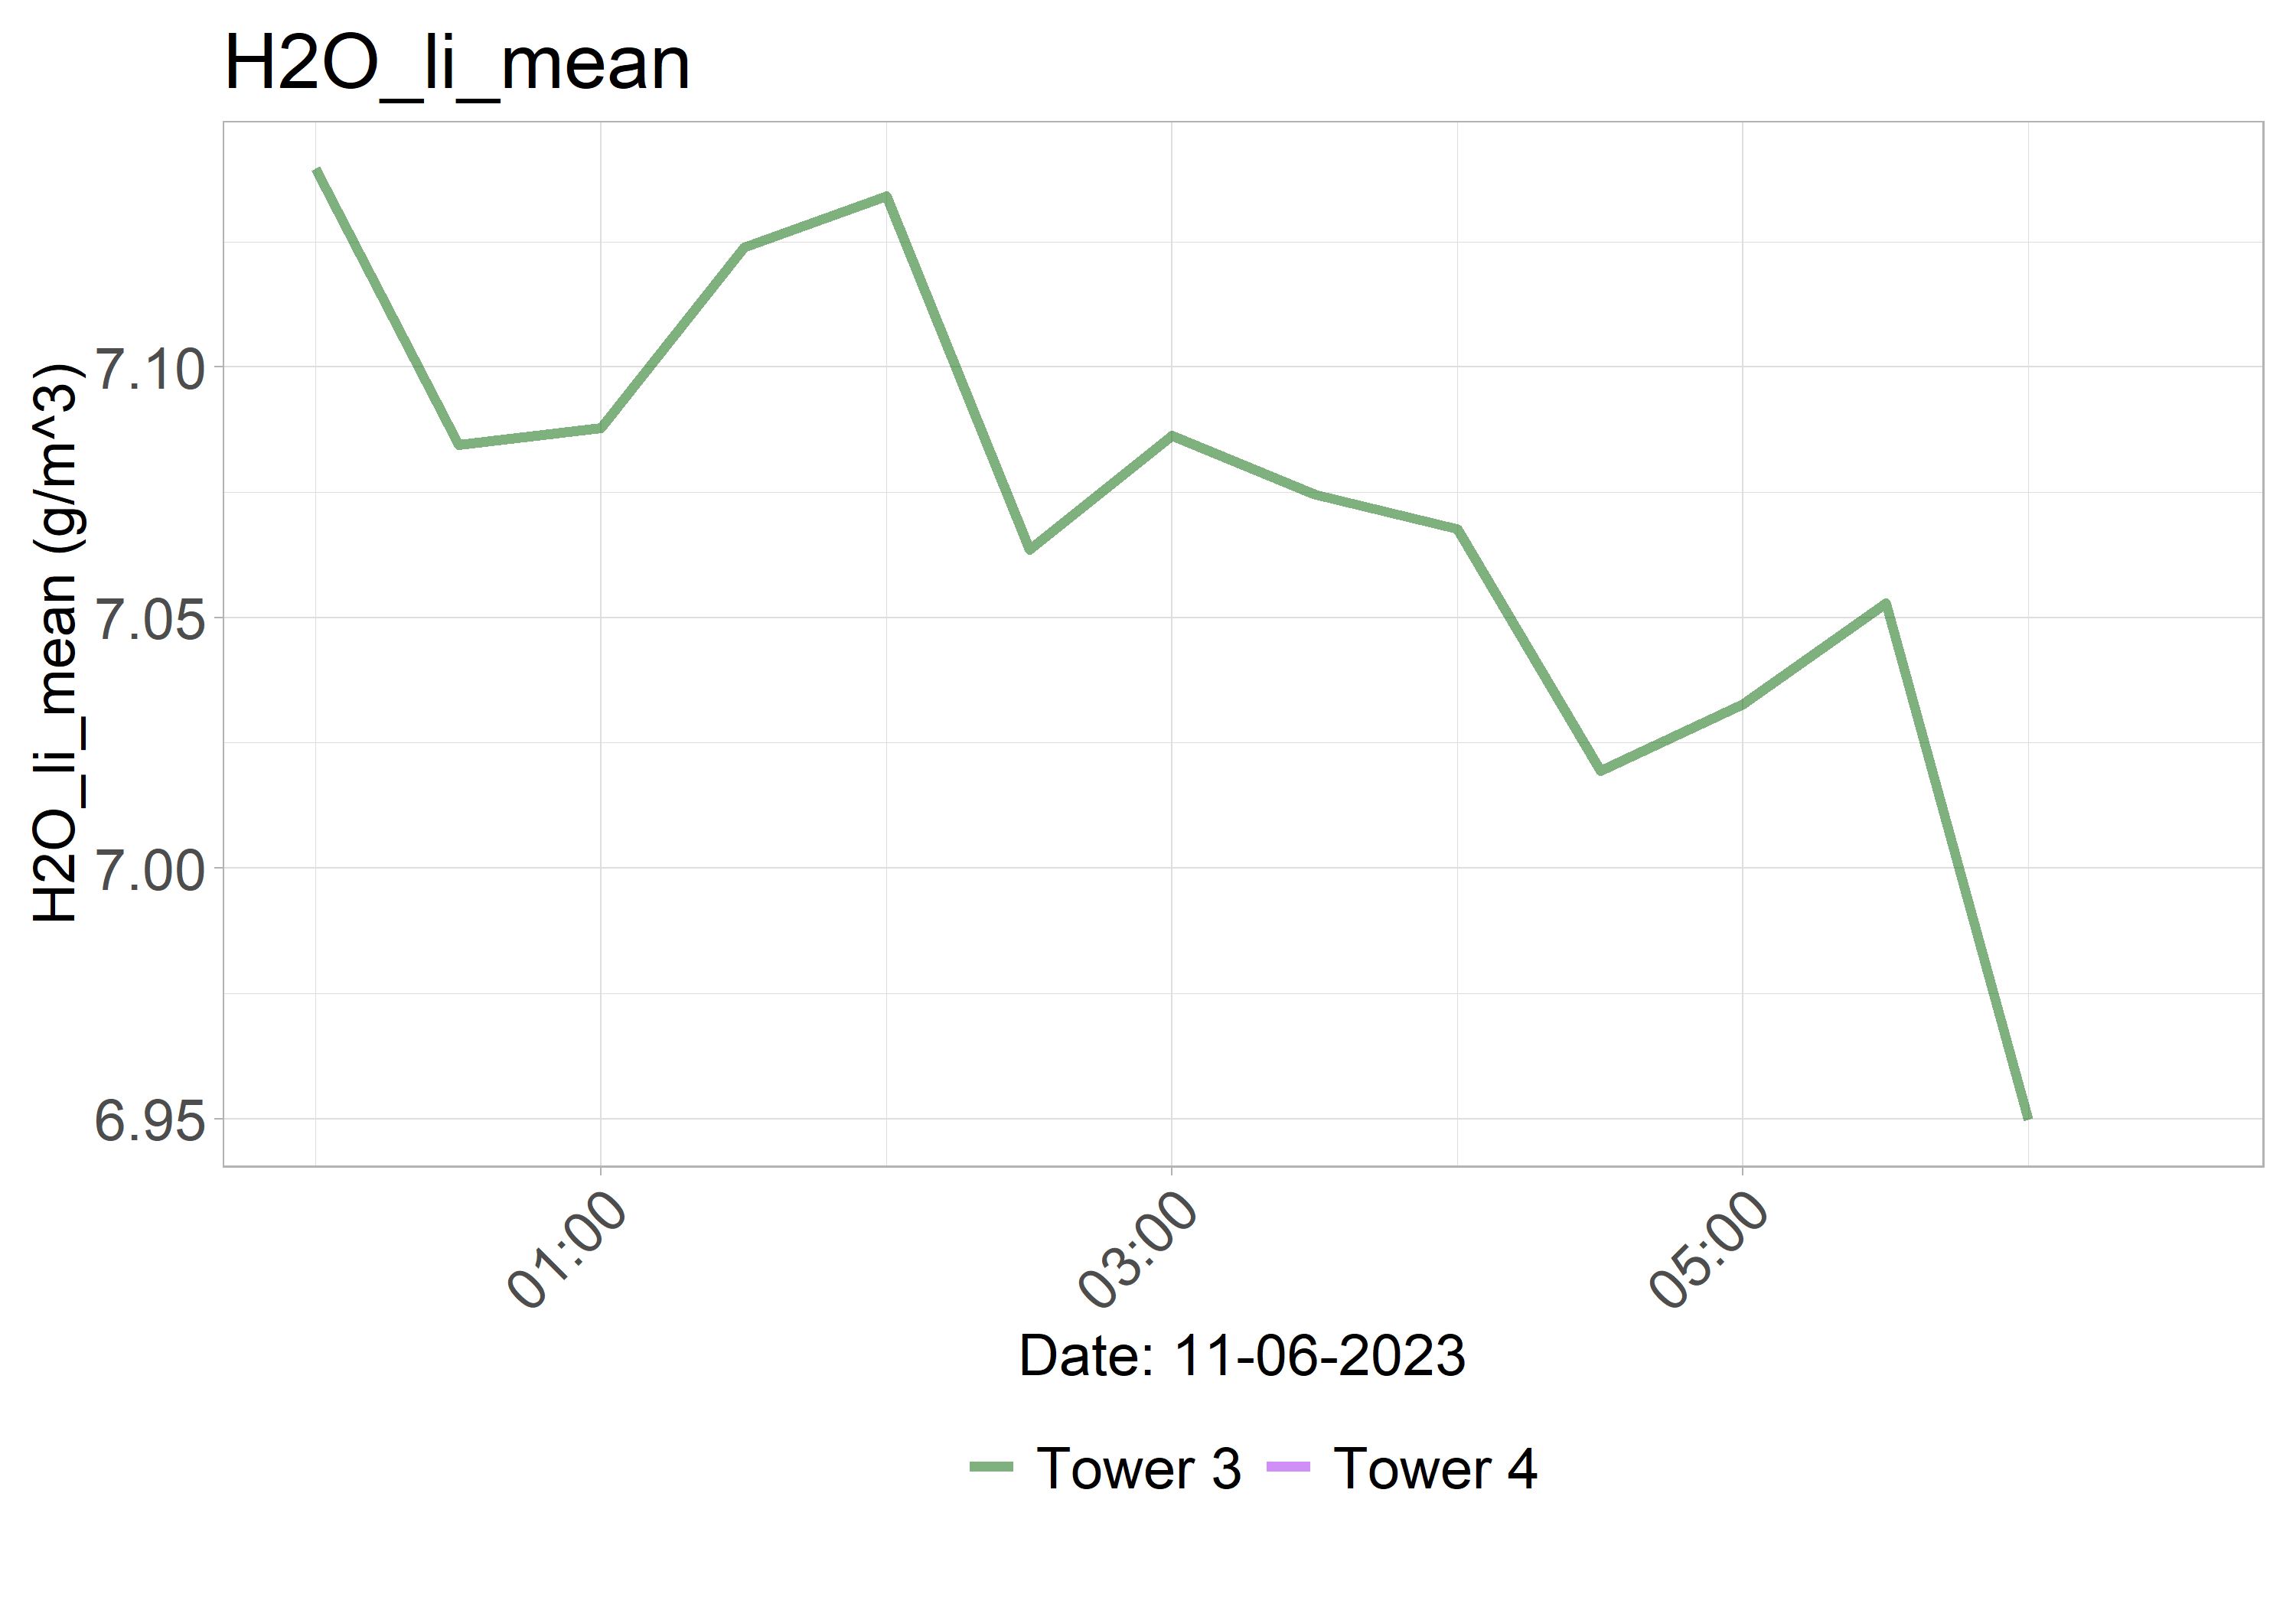 H2O_li_mean
H2O_li_mean (g/m^3)
7.10
7.05
7.00
6.95
01:00
03:00
05:00
Date: 11-06-2023
Tower 3
Tower 4